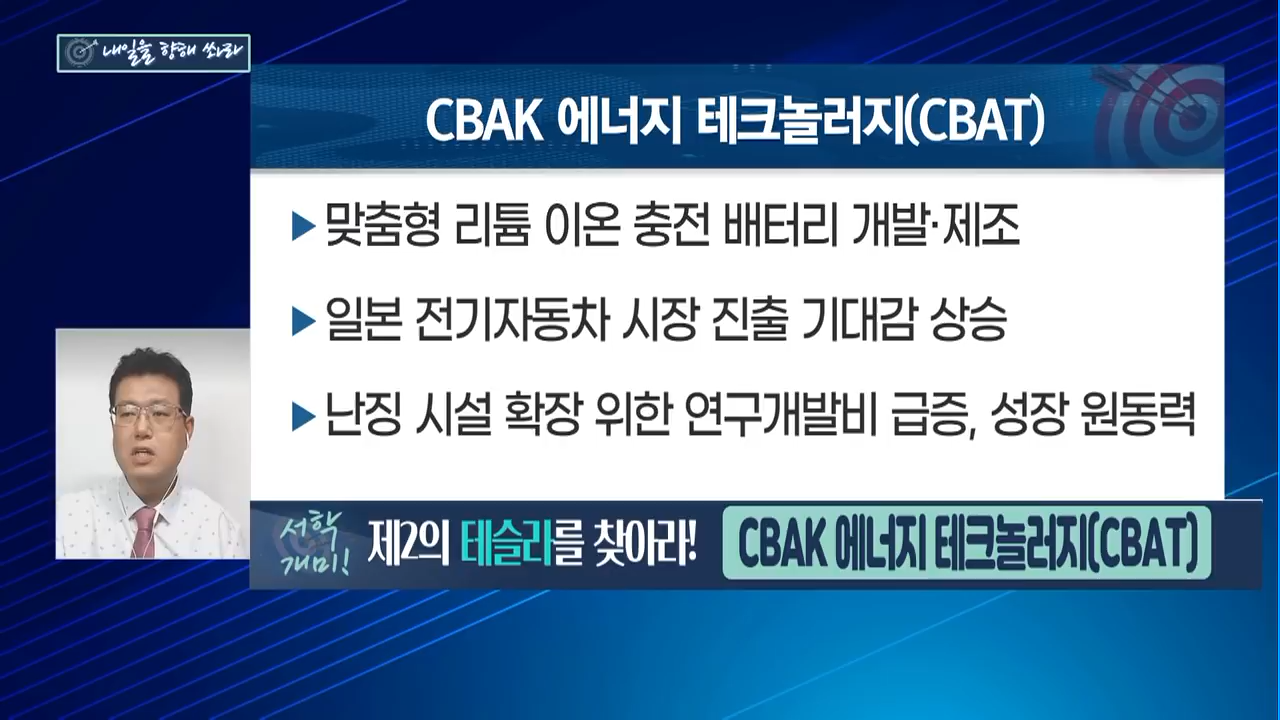 내일을 향해 쏴라
CBAK 에너지 테크놀러지(CBAT)
▶맞춤형 리튬 이온 충전 배터리 개발·제조
▶일본 전기자동차 시장 진출 기대감 상승
▶난징 시설 확장 위한 연구개발비 급증, 성장 원동력
서학
개미!
제2의 테슬라를 찾아라!
CBAK 에너지 테크놀러지(CBAT)